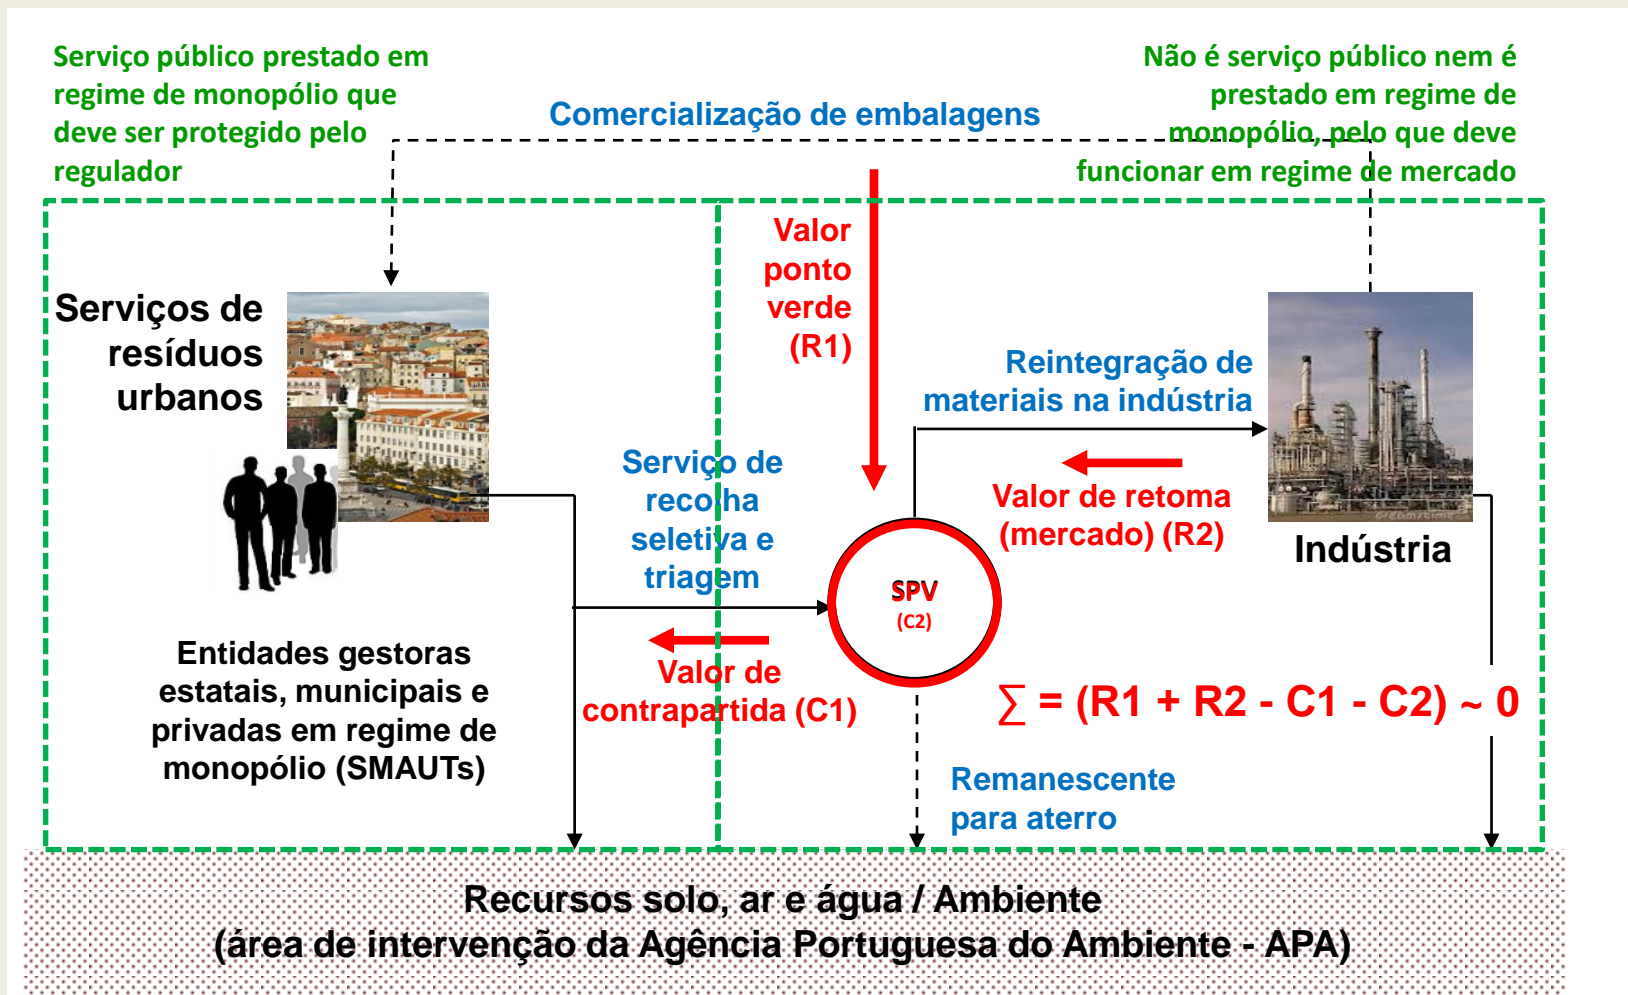 Serviço público prestado em
regime de monopólio que
deve ser protegido pelo
regulador
Não é serviço público nem é
prestado em regime de
monopólio, pelo que deve
funcionar em regime de mercado
Comercialização de embalagens
Valor
ponto
verde
(R1)
Serviços de
resíduos
urbanos
Reintegração de
materiais na indústria
Serviço de
recolha
seletiva e
triagem
Valor de retoma
(mercado) (R2)
Indústria
SPV
(C2)
Entidades gestoras
estatais, municipais e
privadas em regime de
monopólio (SMAUTs)
Valor de
contrapartida (C1)
∑ = (R1 + R2 - C1 - C2) ~ 0
Remanescente
para aterro
Recursos solo, ar e água / Ambiente
(área de intervenção da Agência Portuguesa do Ambiente - APA)